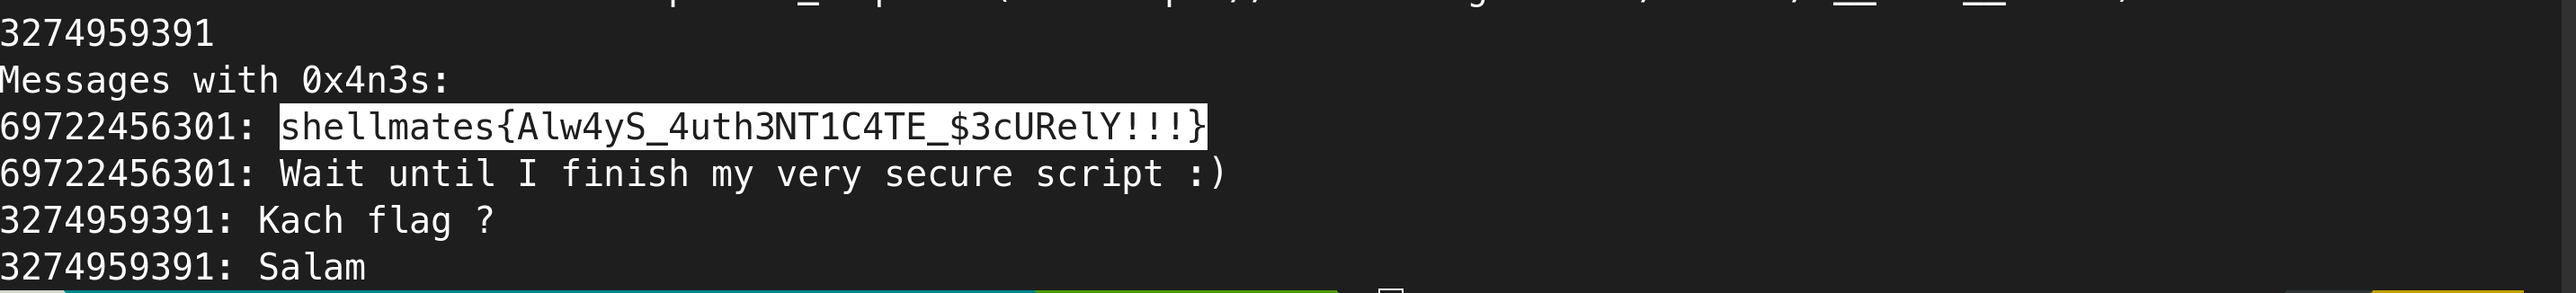 3274959391
Messages with 0x4n3s:
69722456301: shellmates{Alw4yS_4uth3NT1C4TE_$3cURelY!!!}
69722456301: Wait until I finish my very secure script :)
3274959391: Kach flag ?
3274959391: Salam